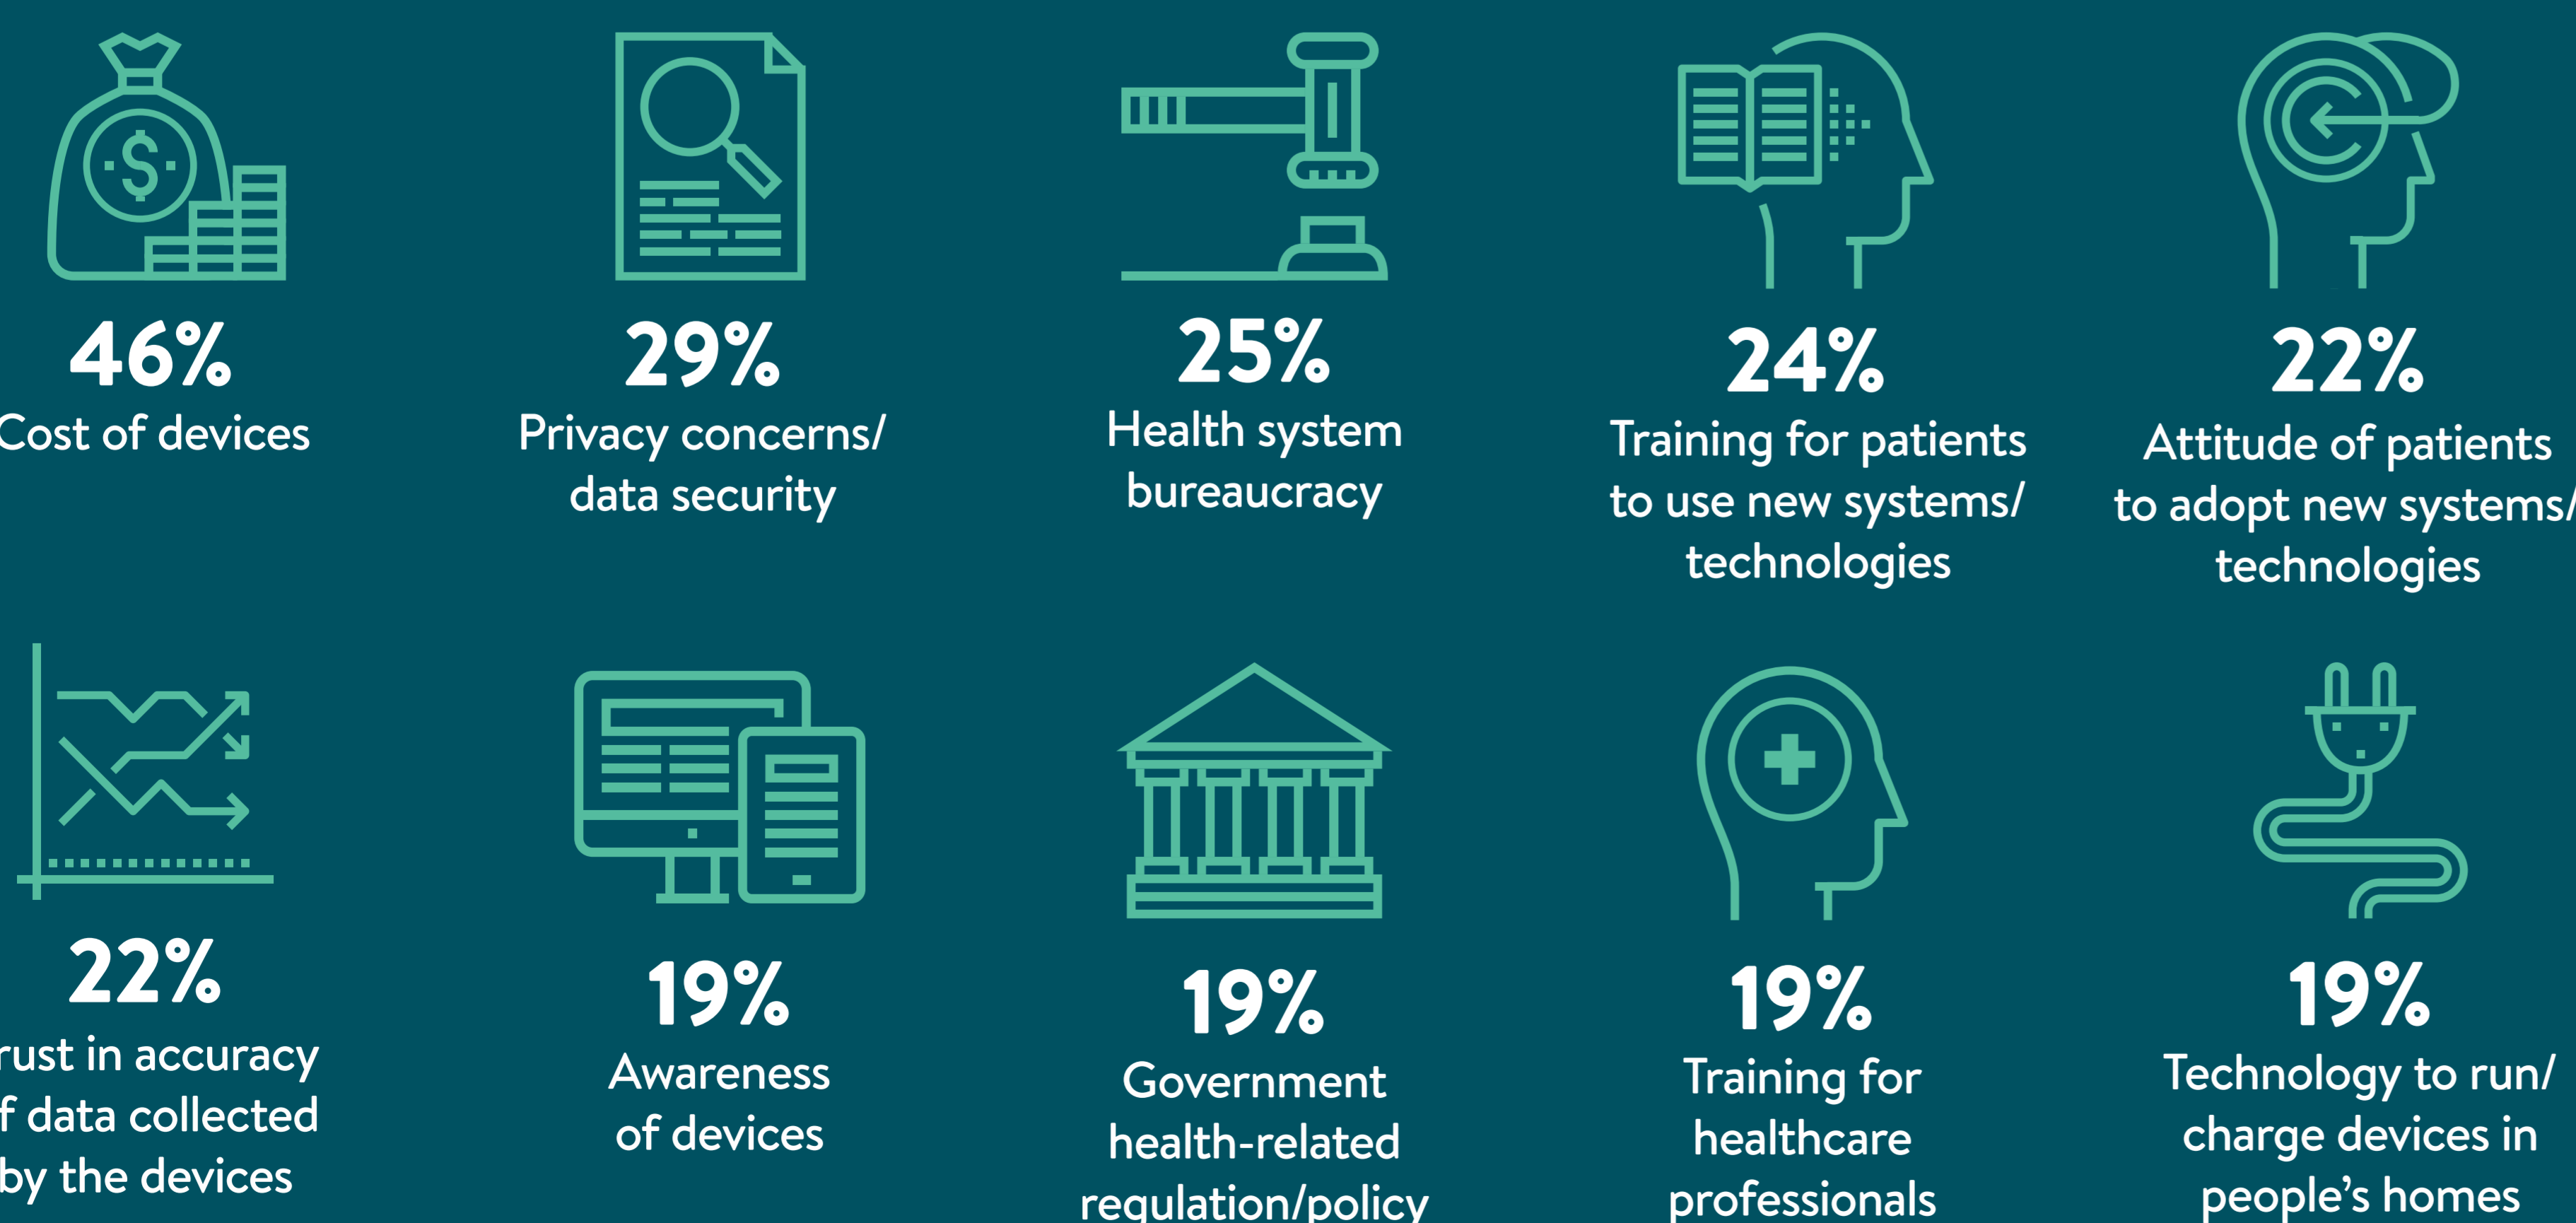 46%
Cost of devices
29%
Privacy concerns/
data security
25%
Health system
bureaucracy
24%
Training for patients
to use new systems/
technologies
22%
Attitude of patients
to adopt new systems/
technologies
22%
rust in accuracy
f data collected
by the devices
19%
Awareness
of devices
19%
Government
health-related
regulation/policy
19%
Training for
healthcare
professionals
19%
Technology to run/
charge devices in
people's homes